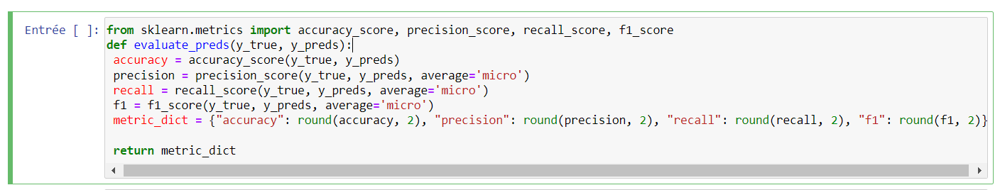 Entrée [ ]: from sklearn.metrics import accuracy_score, precision_score, recall_score, f1_score
def evaluate_preds(y_true, y_preds):
 accuracy = accuracy_score(y_true, y_preds)
 precision = precision_score(y_true, y_preds, average='micro')
 recall = recall_score(y_true, y_preds, average='micro')
 f1 = f1_score(y_true, y_preds, average='micro')
 metric_dict = {"accuracy": round(accuracy, 2), "precision": round(precision, 2), "recall": round(recall, 2), "f1": round(f1, 2)}
 return metric_dict